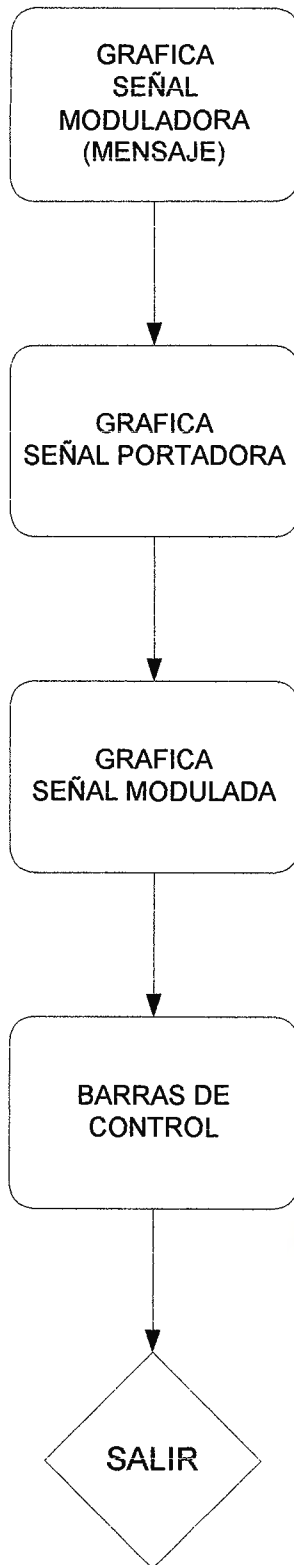 GRAFICA
SEÑAL
MODULADORA
(MENSAJE)
GRAFICA
SEÑAL PORTADORA
GRAFICA
SEÑAL MODULADA
BARRAS DE
CONTROL
SALIR